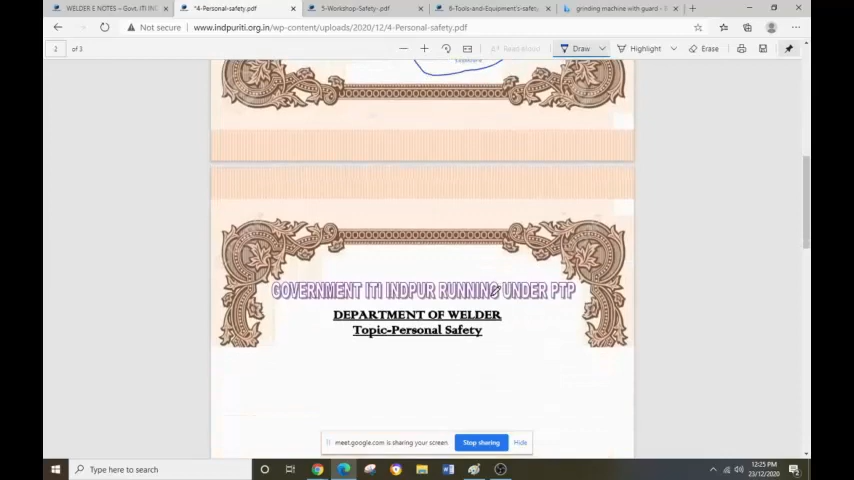 WELDER E NOTES – Govt. ITI IND
*4-Personal-safety.pdf
5-Workshop-Safety-.pdf
6-Tools-and-Equipment's-safety
grinding machine with guard -
Not secure
www.indpuriti.org.in/wp-content/uploads/2020/12/4-Personal-safety.pdf
2 of 3
Read aloud
Draw
Highlight
Erase
GOVERNMENT ITI INDPUR RUNNING UNDER PTP
DEPARTMENT OF WELDER
Topic-Personal Safety
meet.google.com is sharing your screen
Stop sharing
Hide
Type here to search
12:25 PM
23/12/2020